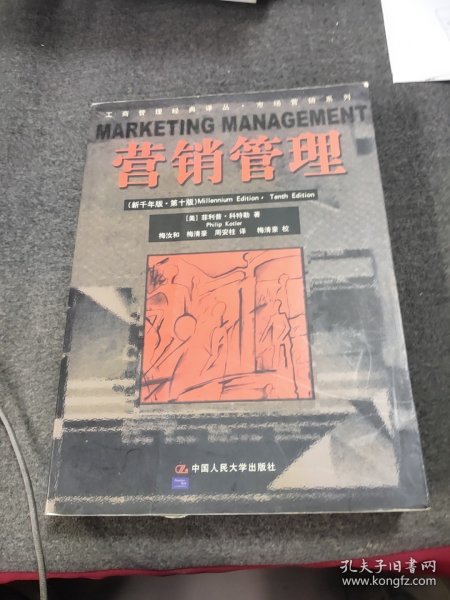 工商管理经典译丛·市场营销系列
MARKETING MANAGEMENT
营销管理
(新千年版·第十版)Millennium Edition, Tenth Edition
[美] 菲利普·科特勒 著
Philip Kotler
梅汝和 梅清豪 周安柱 译 梅清豪 校
中国人民大学出版社
孔夫子旧书网
www.kongfz.com